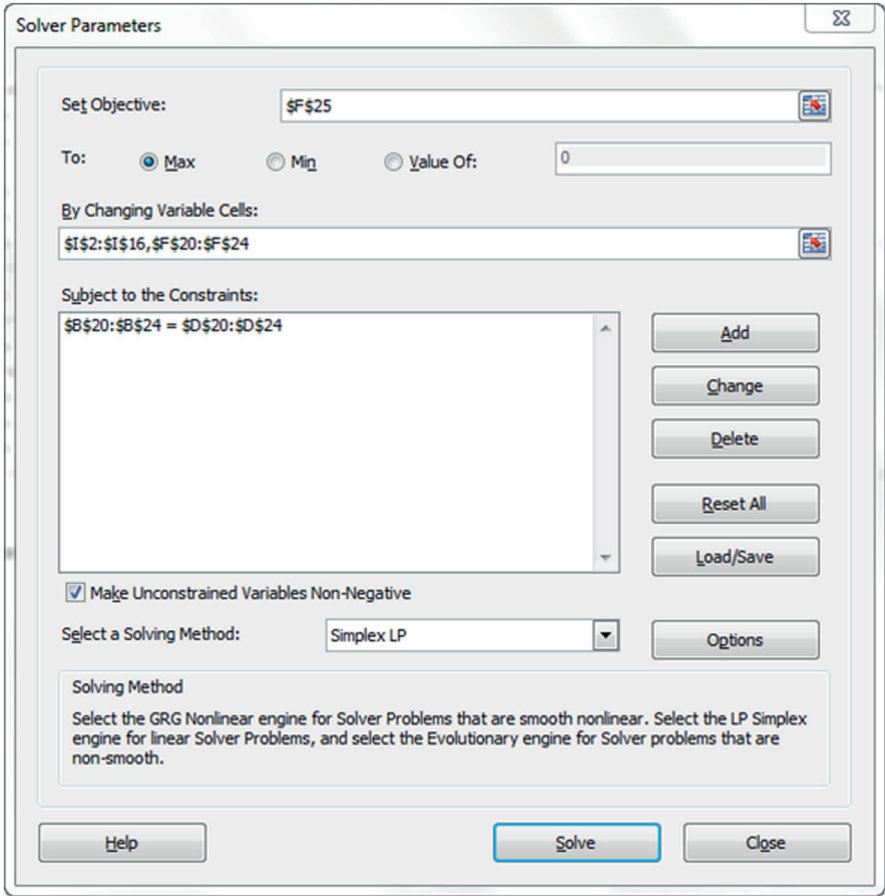 Solver Parameters
Set Objective: $F$25
To: Max Min Value Of: 0
By Changing Variable Cells:
$I$2:$I$16,$F$20:$F$24
Subject to the Constraints:
$B$20:$B$24 = $D$20:$D$24
Add
Change
Delete
Reset All
Load/Save
Make Unconstrained Variables Non-Negative
Select a Solving Method: Simplex LP Options
Solving Method
Select the GRG Nonlinear engine for Solver Problems that are smooth nonlinear. Select the LP Simplex
engine for linear Solver Problems, and select the Evolutionary engine for Solver problems that are
non-smooth.
Help Solve Close